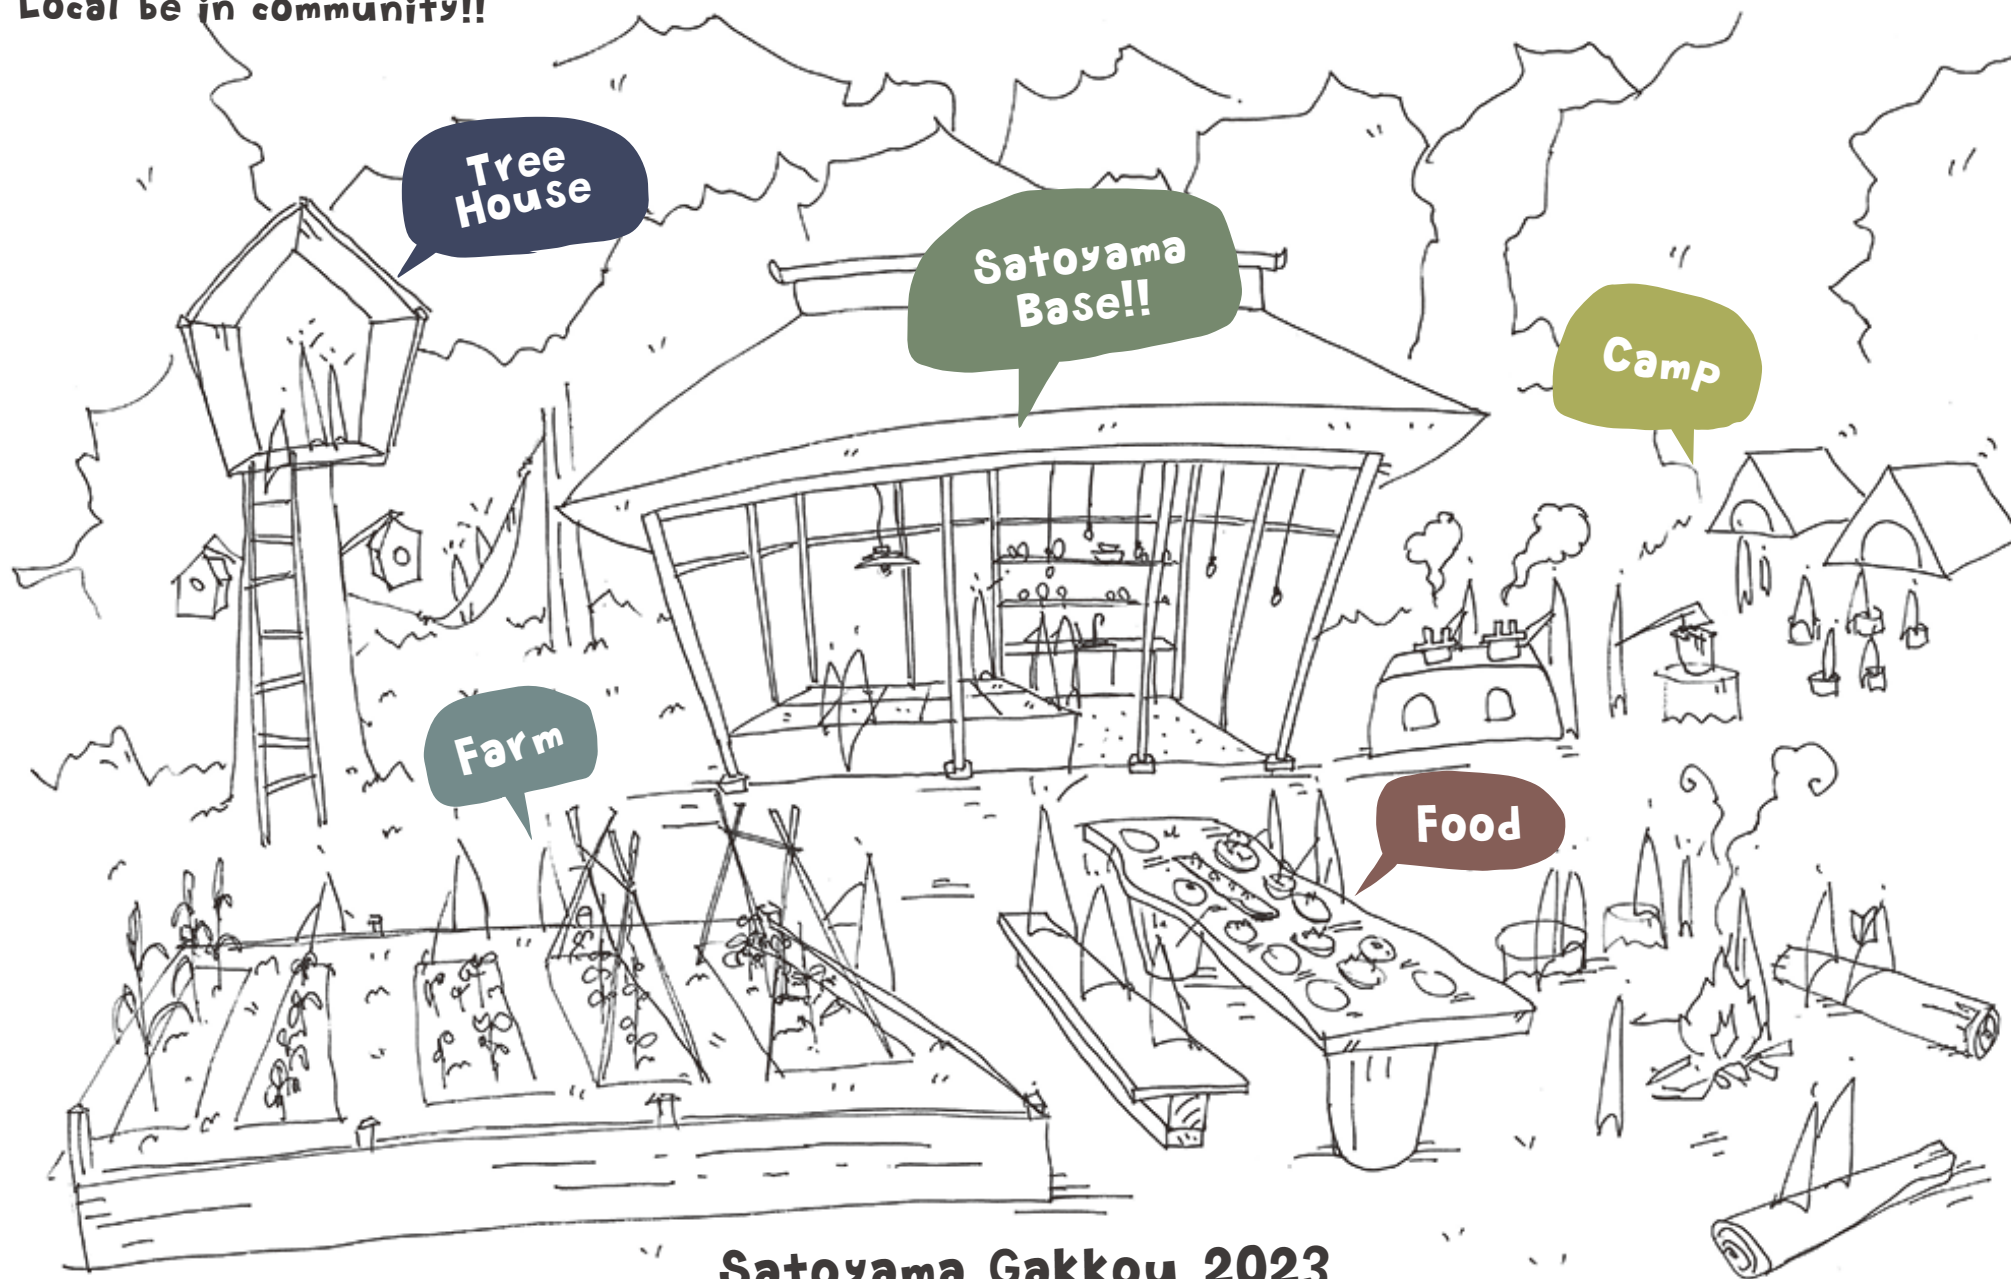 Local be in community!!
Tree
House
Satoyama
Base!!
Camp
Farm
Food
Satoyama Gakkou 2023